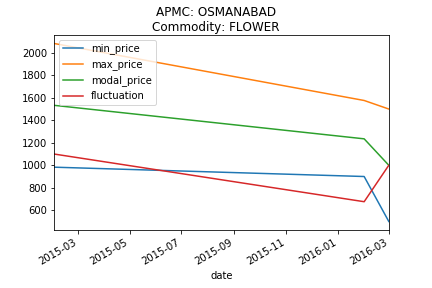 APMC: OSMANABAD
Commodity: FLOWER
min_price
max_price
modal_price
fluctuation
2000
1800
1600
1400
1200
1000
800
600
2015-03
2015-05
2015-07
2015-09
2015-11
2016-01
2016-03
date